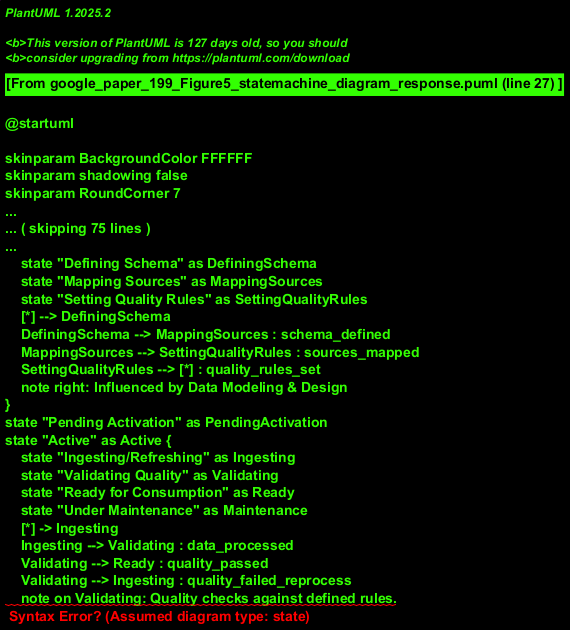 PlantUML 1.2025.2
<b>This version of PlantUML is 127 days old, so you should
<b>consider upgrading from https://plantuml.com/download
[From google_paper_199_Figure5_statemachine_diagram_response.puml (line 27) ]
@startuml
skinparam BackgroundColor FFFFFF
skinparam shadowing false
skinparam RoundCorner 7
...
... ( skipping 75 lines )
...
state "Defining Schema" as DefiningSchema
state "Mapping Sources" as MappingSources
state "Setting Quality Rules" as SettingQualityRules
[*] --> DefiningSchema
DefiningSchema --> MappingSources : schema_defined
MappingSources --> SettingQualityRules : sources_mapped
SettingQualityRules --> [*] : quality_rules_set
note right: Influenced by Data Modeling & Design
}
state "Pending Activation" as PendingActivation
state "Active" as Active {
state "Ingesting/Refreshing" as Ingesting
state "Validating Quality" as Validating
state "Ready for Consumption" as Ready
state "Under Maintenance" as Maintenance
[*] -> Ingesting
Ingesting --> Validating : data_processed
Validating --> Ready : quality_passed
Validating --> Ingesting : quality_failed_reprocess
note on Validating: Quality checks against defined rules.
Syntax Error? (Assumed diagram type: state)